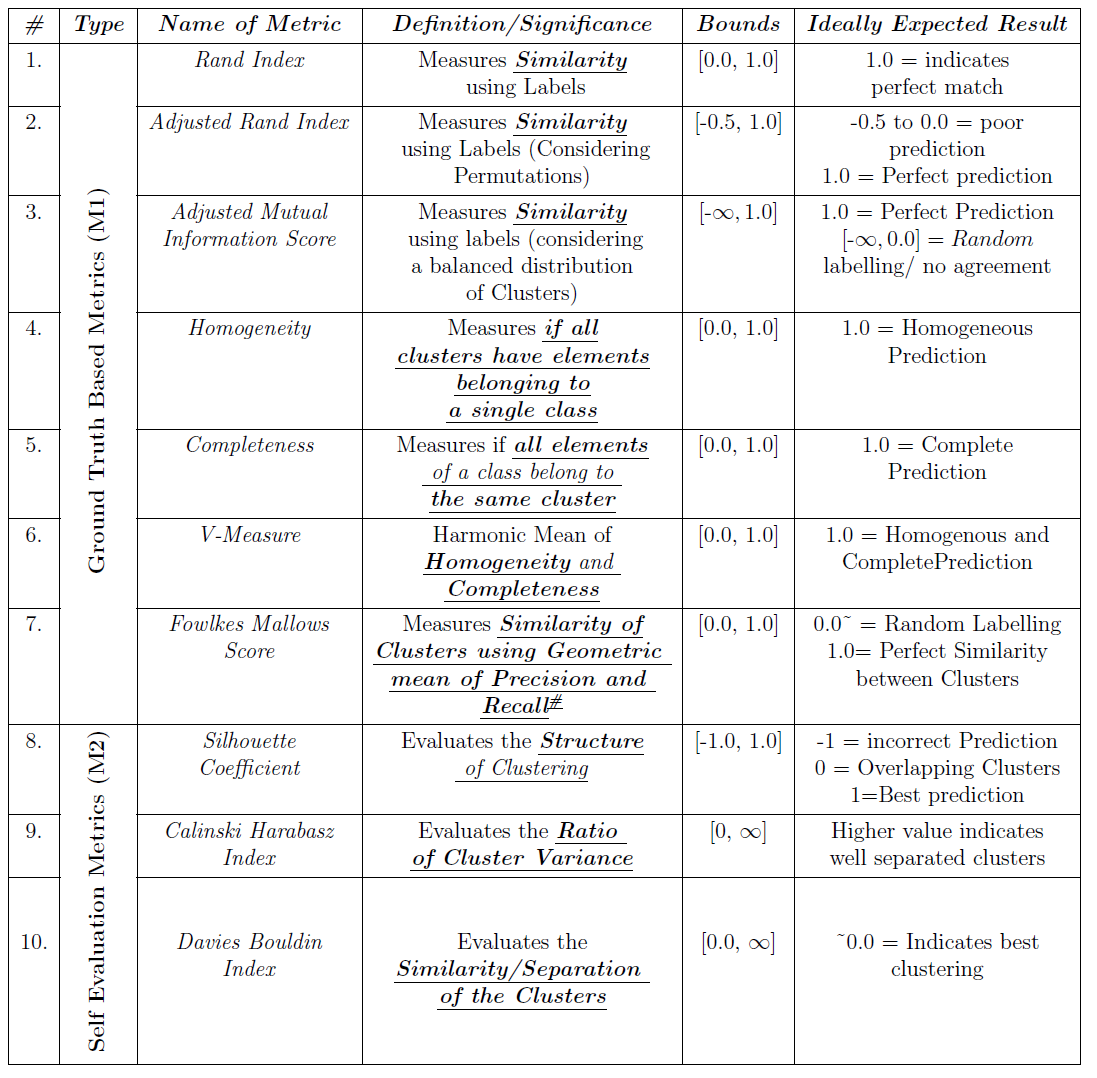 # Type Name of Metric Definition/Significance Bounds Ideally Expected Result
Ground Truth Based Metrics (M1)
1. Rand Index Measures Similarity [0.0, 1.0] 1.0 = indicates
using Labels perfect match
2. Adjusted Rand Index Measures Similarity [-0.5, 1.0] -0.5 to 0.0 = poor
using Labels (Considering prediction
Permutations) 1.0 = Perfect prediction
3. Adjusted Mutual Measures Similarity [-∞, 1.0] 1.0 = Perfect Prediction
Information Score using labels (considering [-∞, 0.0] = Random
a balanced distribution labelling/ no agreement
of Clusters)
4. Homogeneity Measures if all [0.0, 1.0] 1.0 = Homogeneous
clusters have elements Prediction
belonging to
a single class
5. Completeness Measures if all elements [0.0, 1.0] 1.0 = Complete
of a class belong to Prediction
the same cluster
6. V-Measure Harmonic Mean of [0.0, 1.0] 1.0 = Homogenous and
Homogeneity and CompletePrediction
Completeness
7. Fowlkes Mallows Measures Similarity of [0.0, 1.0] 0.0˜ = Random Labelling
Score Clusters using Geometric 1.0= Perfect Similarity
mean of Precision and between Clusters
Recall#
Self Evaluation Metrics (M2)
8. Silhouette Evaluates the Structure [-1.0, 1.0] -1 = incorrect Prediction
Coefficient of Clustering 0 = Overlapping Clusters
1=Best prediction
9. Calinski Harabasz Evaluates the Ratio [0, ∞] Higher value indicates
Index of Cluster Variance well separated clusters
10. Davies Bouldin Evaluates the [0.0, ∞] ˜0.0 = Indicates best
Index Similarity/Separation clustering
of the Clusters